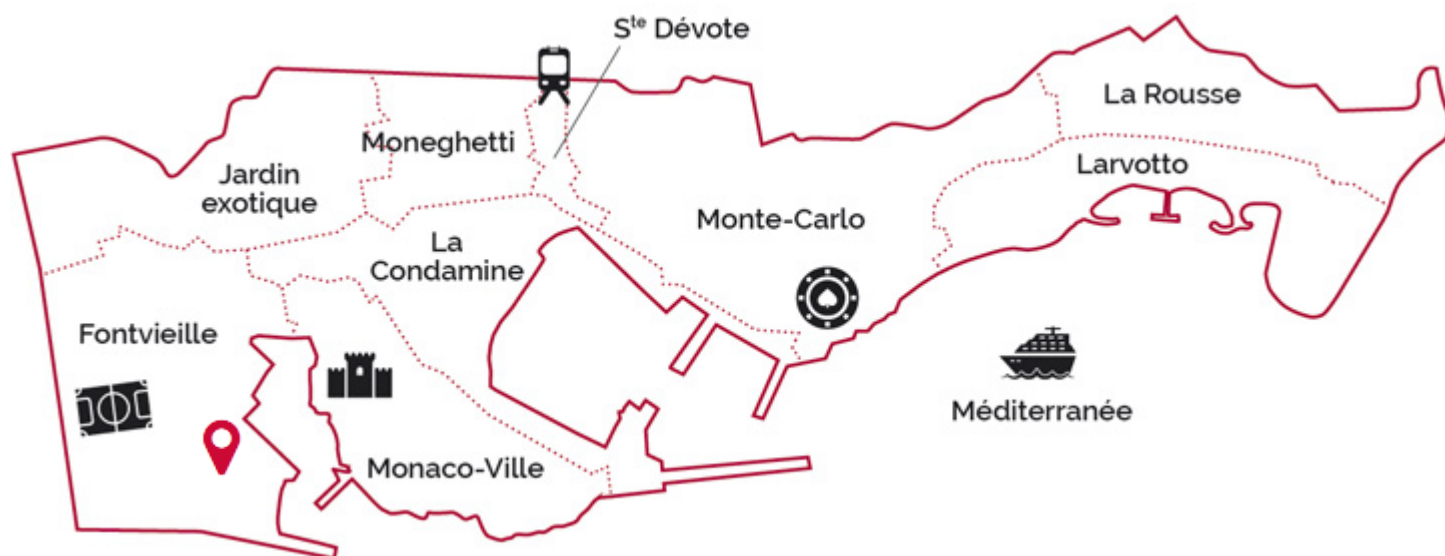 Sᵗᵉ Dévote
La Rousse
Moneghetti
Larvotto
Jardin
exotique
Monte-Carlo
La
Condamine
Fontvieille
Méditerranée
Monaco-Ville